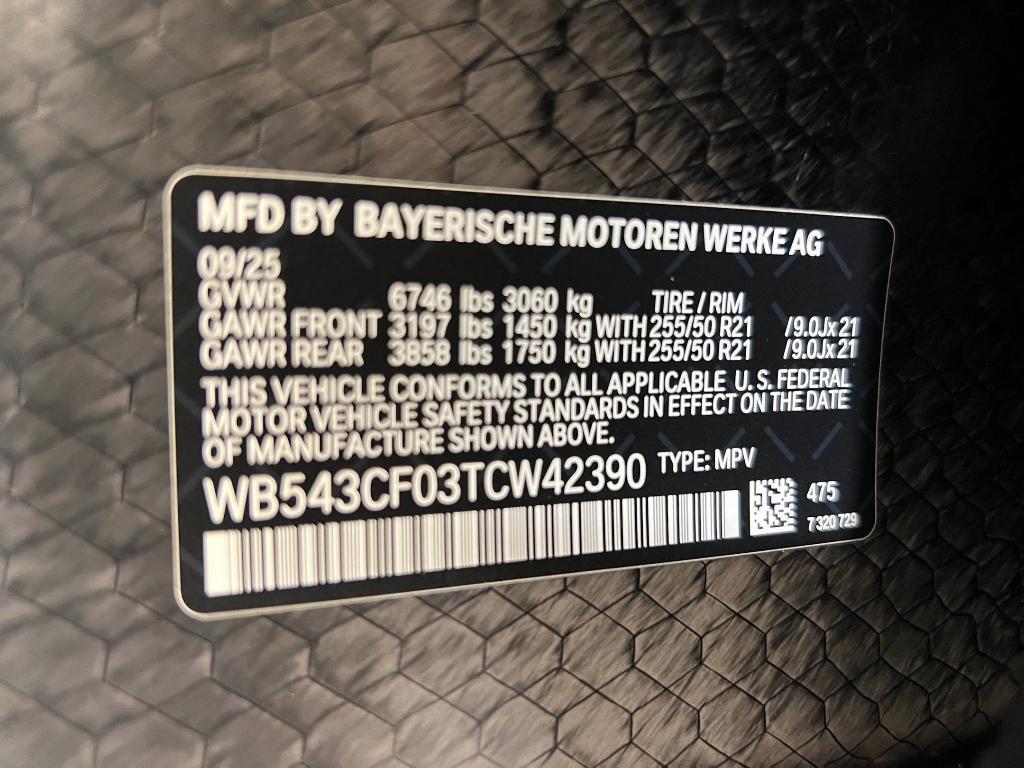 MFD BY BAYERISCHE MOTOREN WERKE AG
09/25
GVWR 6746 lbs 3060 kg TIRE / RIM
GAWR FRONT 3197 lbs 1450 kg WITH 255/50 R21 /9.0Jx21
GAWR REAR 3858 lbs 1750 kg WITH 255/50 R21 /9.0Jx21
THIS VEHICLE CONFORMS TO ALL APPLICABLE U. S. FEDERAL
MOTOR VEHICLE SAFETY STANDARDS IN EFFECT ON THE DATE
OF MANUFACTURE SHOWN ABOVE.
WB543CF03TCW42390 TYPE: MPV
475
7 320 729